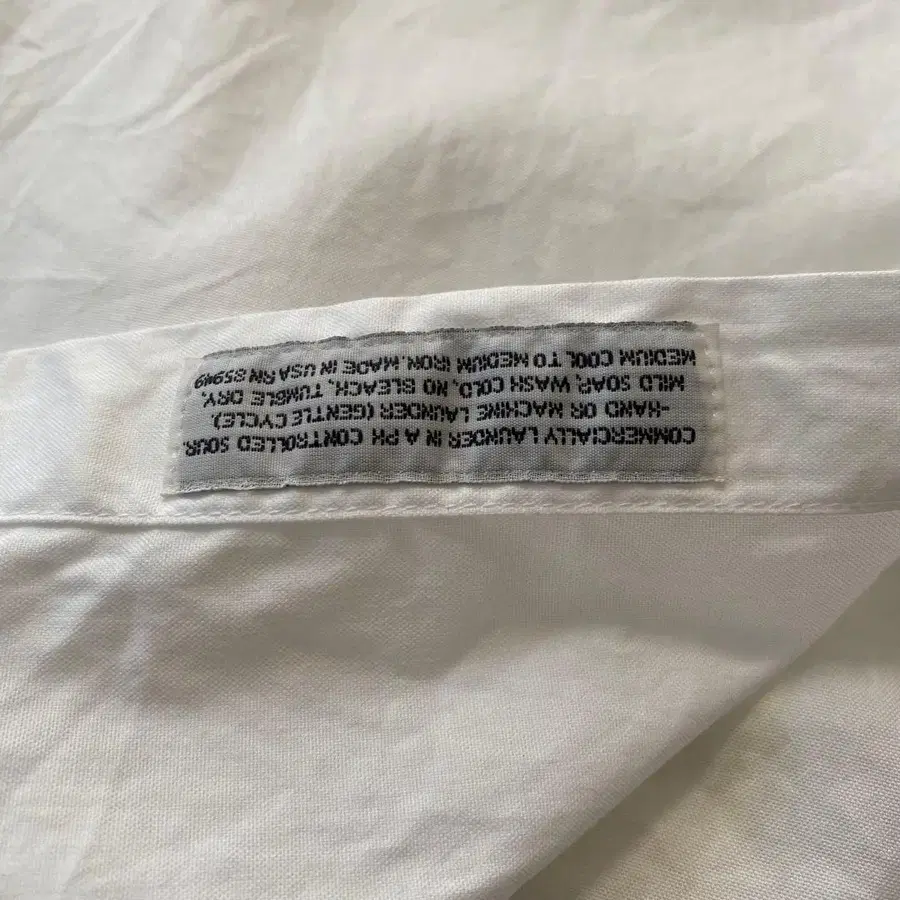 COMMERCIALLY LAUNDER IN A PH CONTROLLED SOUR.
-HAND OR MACHINE LAUNDER (GENTLE CYCLE),
MILD SOAP, WASH COLD, NO BLEACH, TUMBLE DRY.
MEDIUM COOL TO MEDIUM IRON. MADE IN USA RN 85949